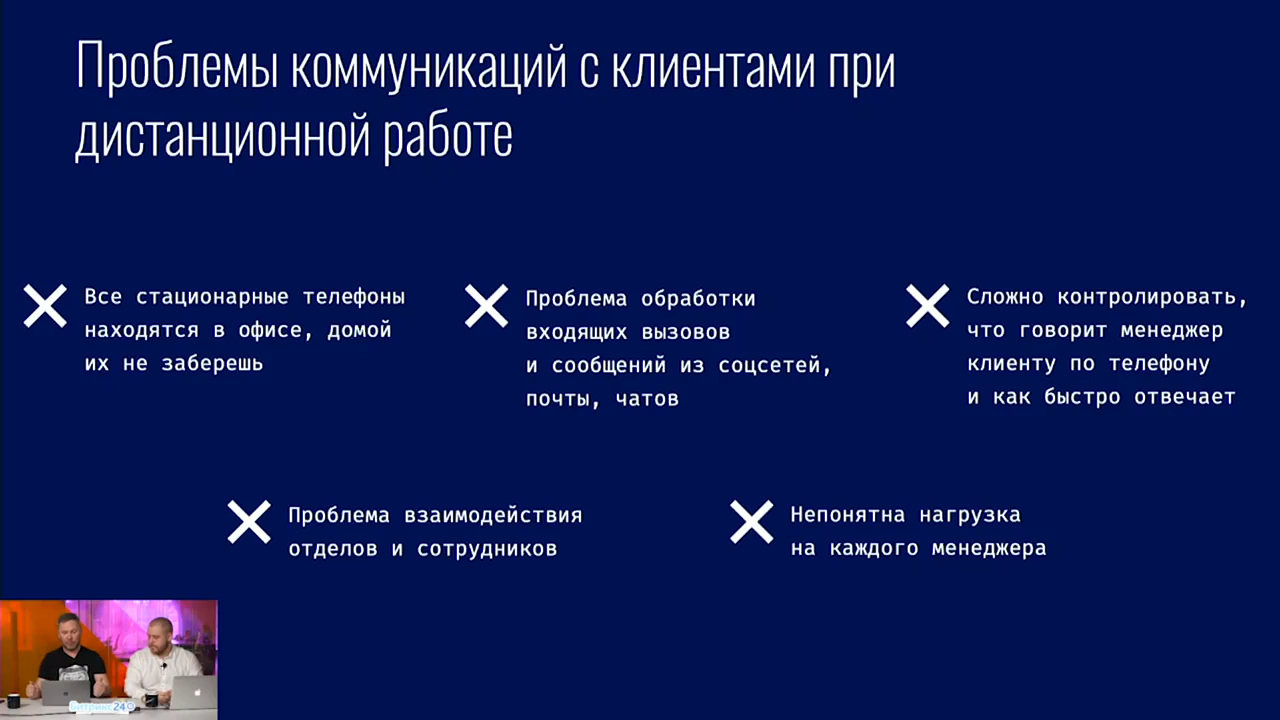 Проблемы коммуникаций с клиентами при
дистанционной работе
Все стационарные телефоны
находятся в офисе, домой
их не заберешь
Проблема обработки
входящих вызовов
и сообщений из соцсетей,
почты, чатов
Сложно контролировать,
что говорит менеджер
клиенту по телефону
и как быстро отвечает
Проблема взаимодействия
отделов и сотрудников
Непонятна нагрузка
на каждого менеджера
Битрикс24